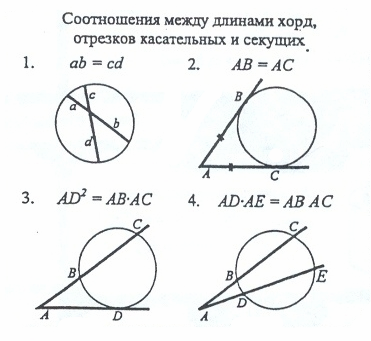 Соотношения между длинами хорд,
отрезков касательных и секущих.
1. ab = cd
2. AB = AC
a c b d
B A C
3. AD² = AB·AC
4. AD·AE = AB AC
C B A D
C B D E A